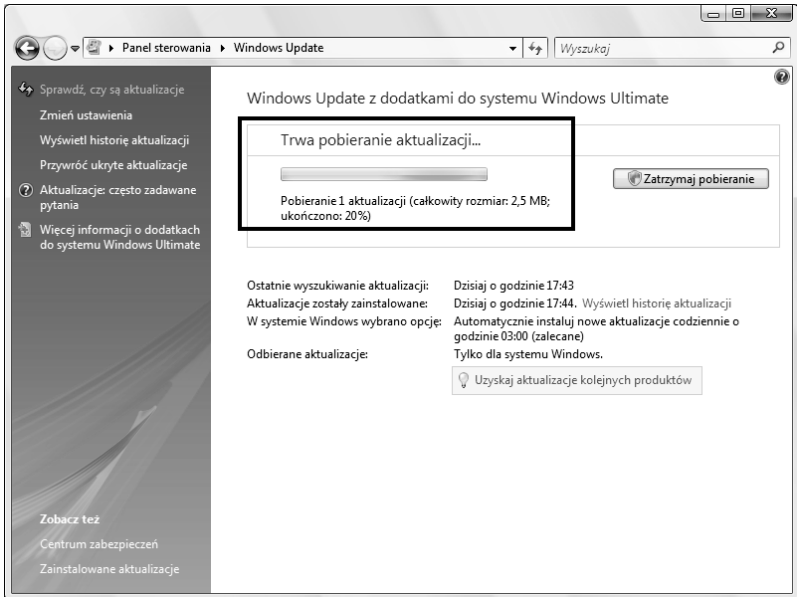 Panel sterowania ▸ Windows Update
Wyszukaj
Sprawdź, czy są aktualizacje
Zmień ustawienia
Wyświetl historię aktualizacji
Przywróć ukryte aktualizacje
Aktualizacje: często zadawane
pytania
Więcej informacji o dodatkach
do systemu Windows Ultimate
Windows Update z dodatkami do systemu Windows Ultimate
Trwa pobieranie aktualizacji...
Pobieranie 1 aktualizacji (całkowity rozmiar: 2,5 MB;
ukończono: 20%)
Zatrzymaj pobieranie
Ostatnie wyszukiwanie aktualizacji: Dzisiaj o godzinie 17:43
Aktualizacje zostały zainstalowane: Dzisiaj o godzinie 17:44. Wyświetl historię aktualizacji
W systemie Windows wybrano opcję: Automatycznie instaluj nowe aktualizacje codziennie o
godzinie 03:00 (zalecane)
Odbierane aktualizacje: Tylko dla systemu Windows.
Uzyskaj aktualizacje kolejnych produktów
Zobacz też
Centrum zabezpieczeń
Zainstalowane aktualizacje